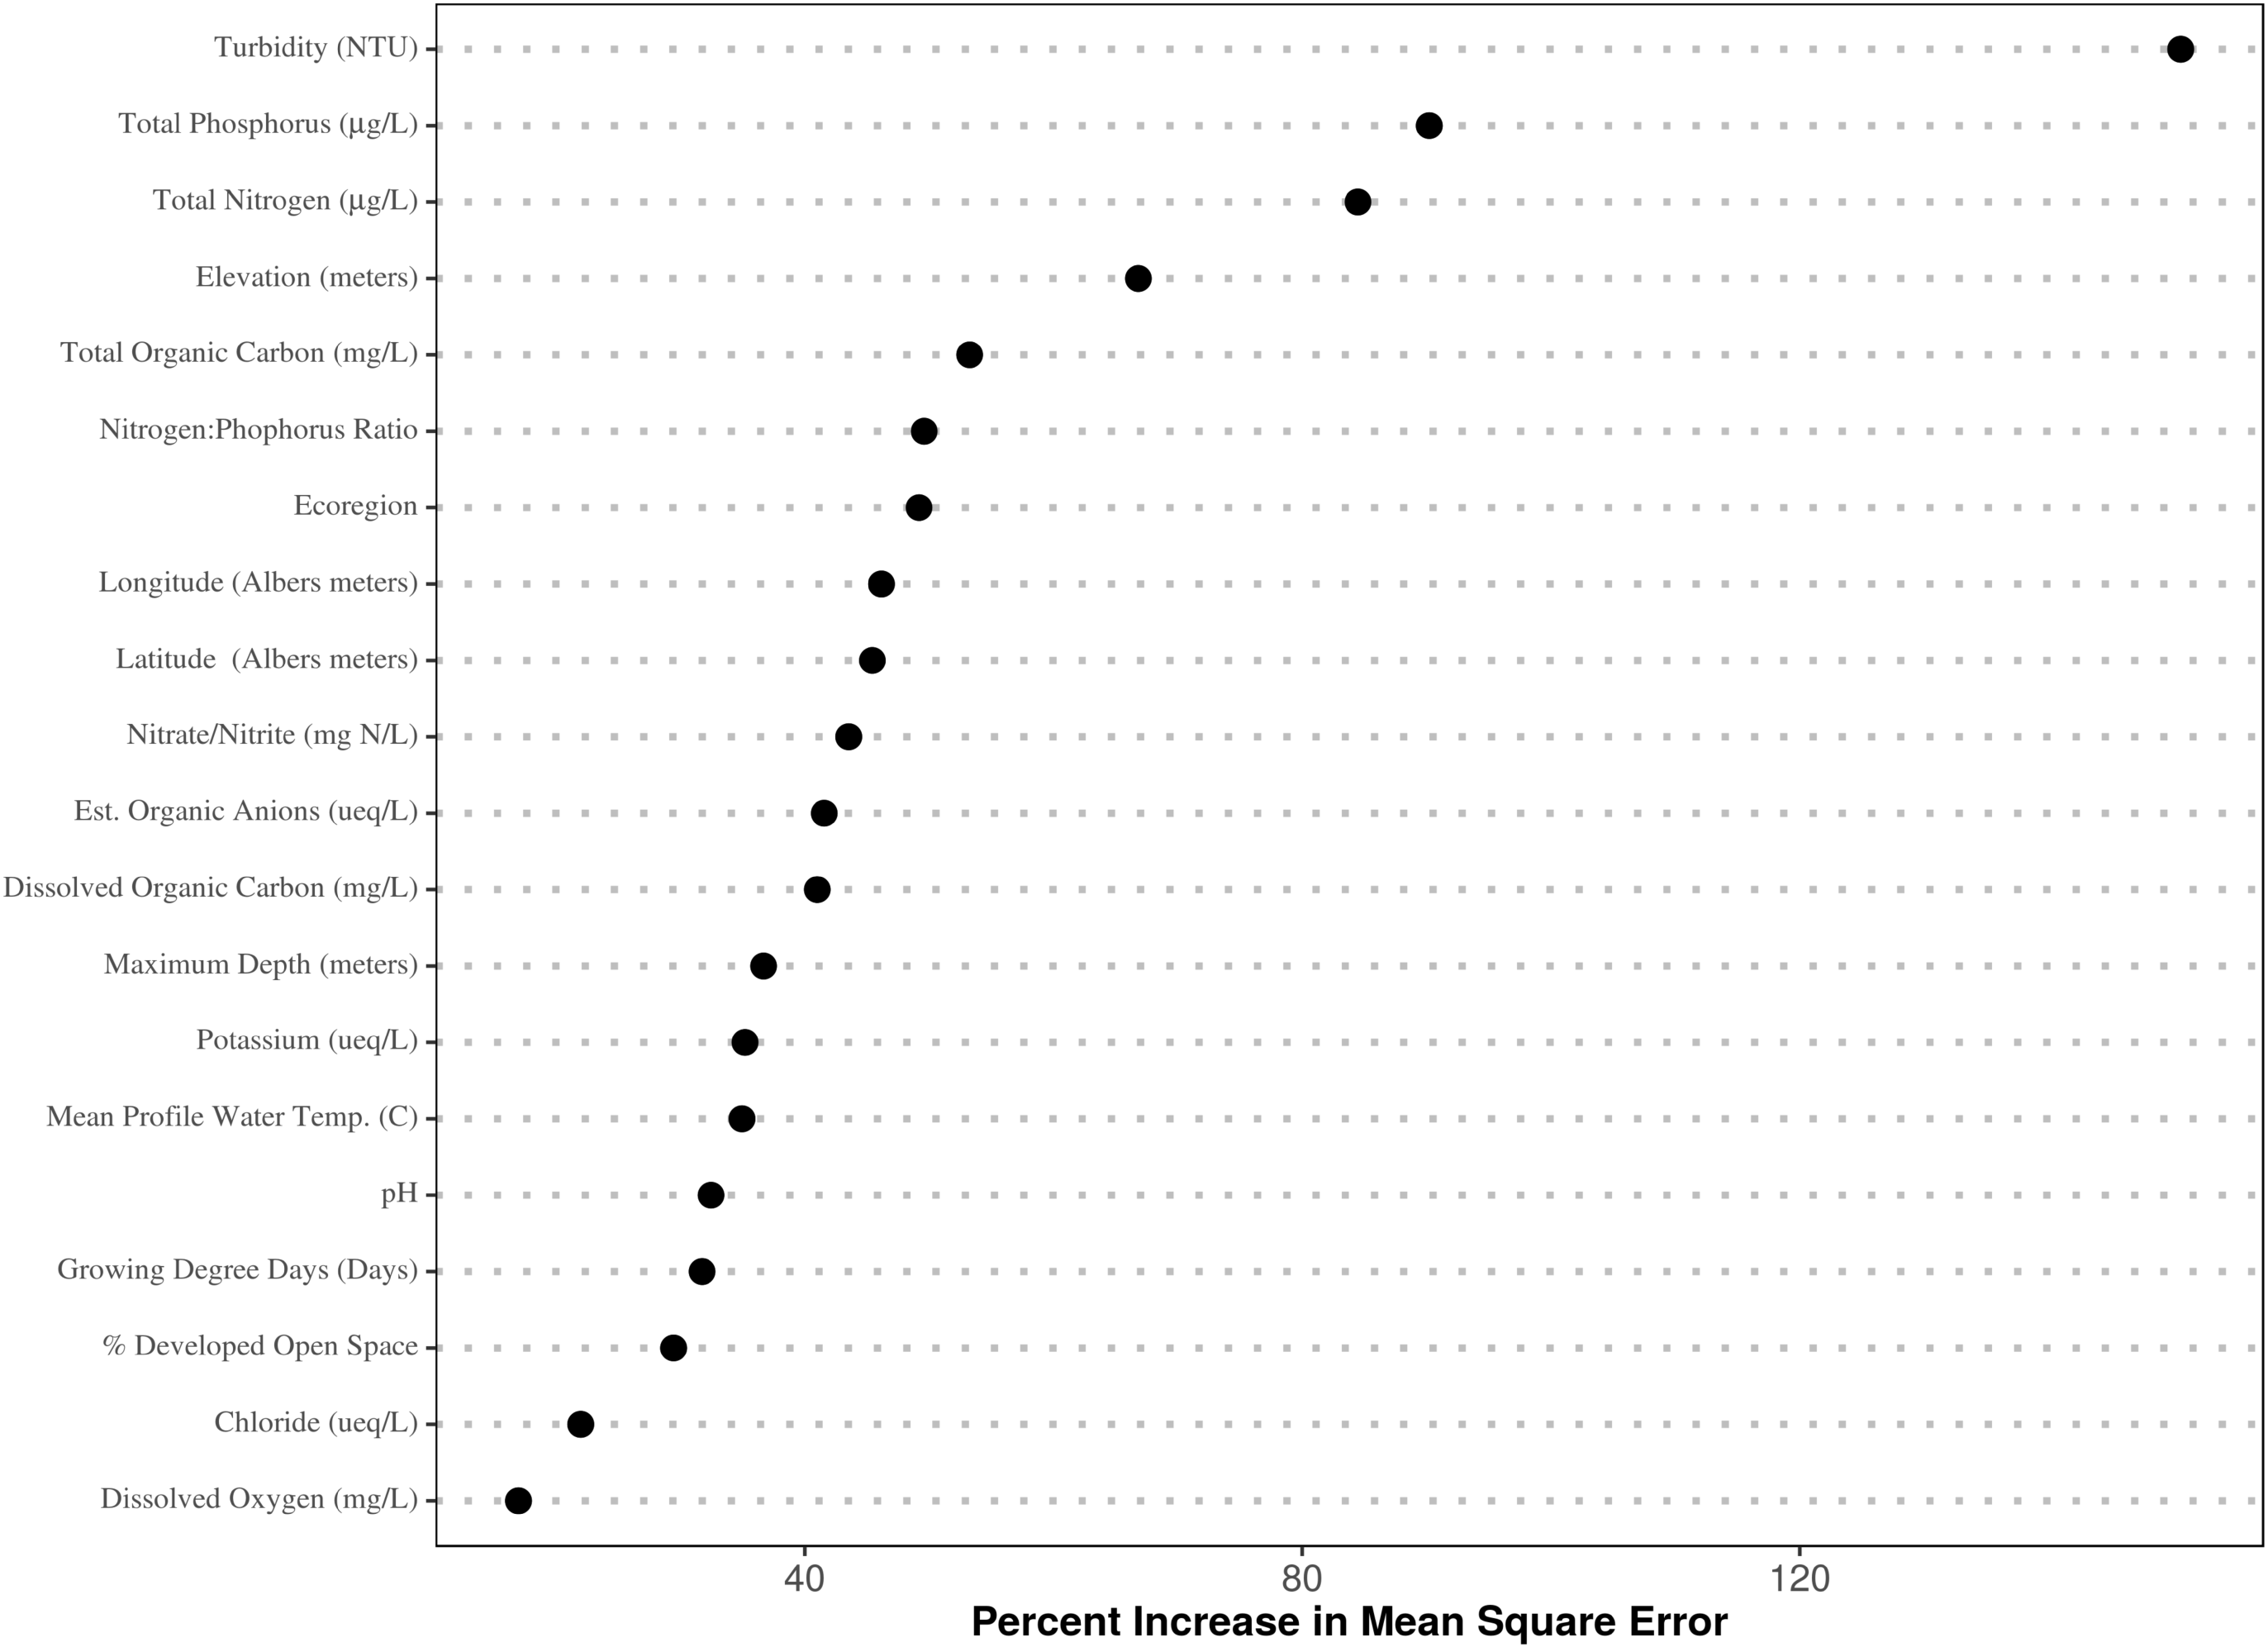 Turbidity (NTU)
Total Phosphorus (µg/L)
Total Nitrogen (µg/L)
Elevation (meters)
Total Organic Carbon (mg/L)
Nitrogen:Phophorus Ratio
Ecoregion
Longitude (Albers meters)
Latitude  (Albers meters)
Nitrate/Nitrite (mg N/L)
Est. Organic Anions (ueq/L)
Dissolved Organic Carbon (mg/L)
Maximum Depth (meters)
Potassium (ueq/L)
Mean Profile Water Temp. (C)
pH
Growing Degree Days (Days)
% Developed Open Space
Chloride (ueq/L)
Dissolved Oxygen (mg/L)
40 80 120
Percent Increase in Mean Square Error